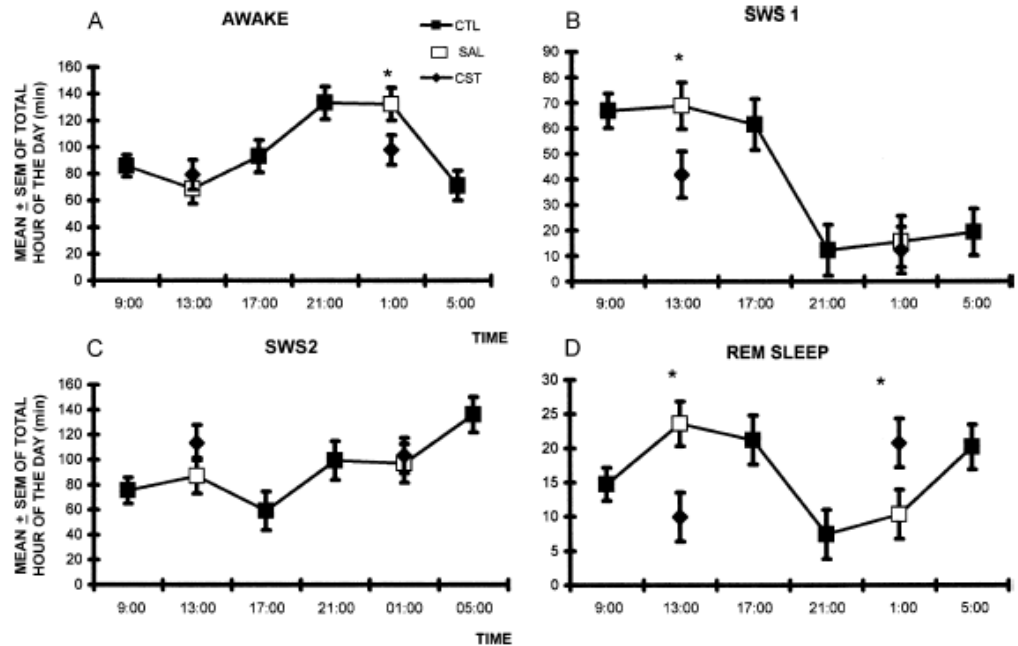 A
AWAKE
CTL
SAL
CST
MEAN ± SEM OF TOTAL
HOUR OF THE DAY (min)
160
140
120
100
80
60
40
20
0
*
9:00 13:00 17:00 21:00 1:00 5:00
TIME
B
SWS 1
90
80
70
60
50
40
30
20
10
0
*
9:00 13:00 17:00 21:00 1:00 5:00
C
SWS2
MEAN ± SEM OF TOTAL
HOUR OF THE DAY (min)
160
140
120
100
80
60
40
20
0
9:00 13:00 17:00 21:00 01:00 05:00
TIME
D
REM SLEEP
30
25
20
15
10
5
0
* *
9:00 13:00 17:00 21:00 1:00 5:00